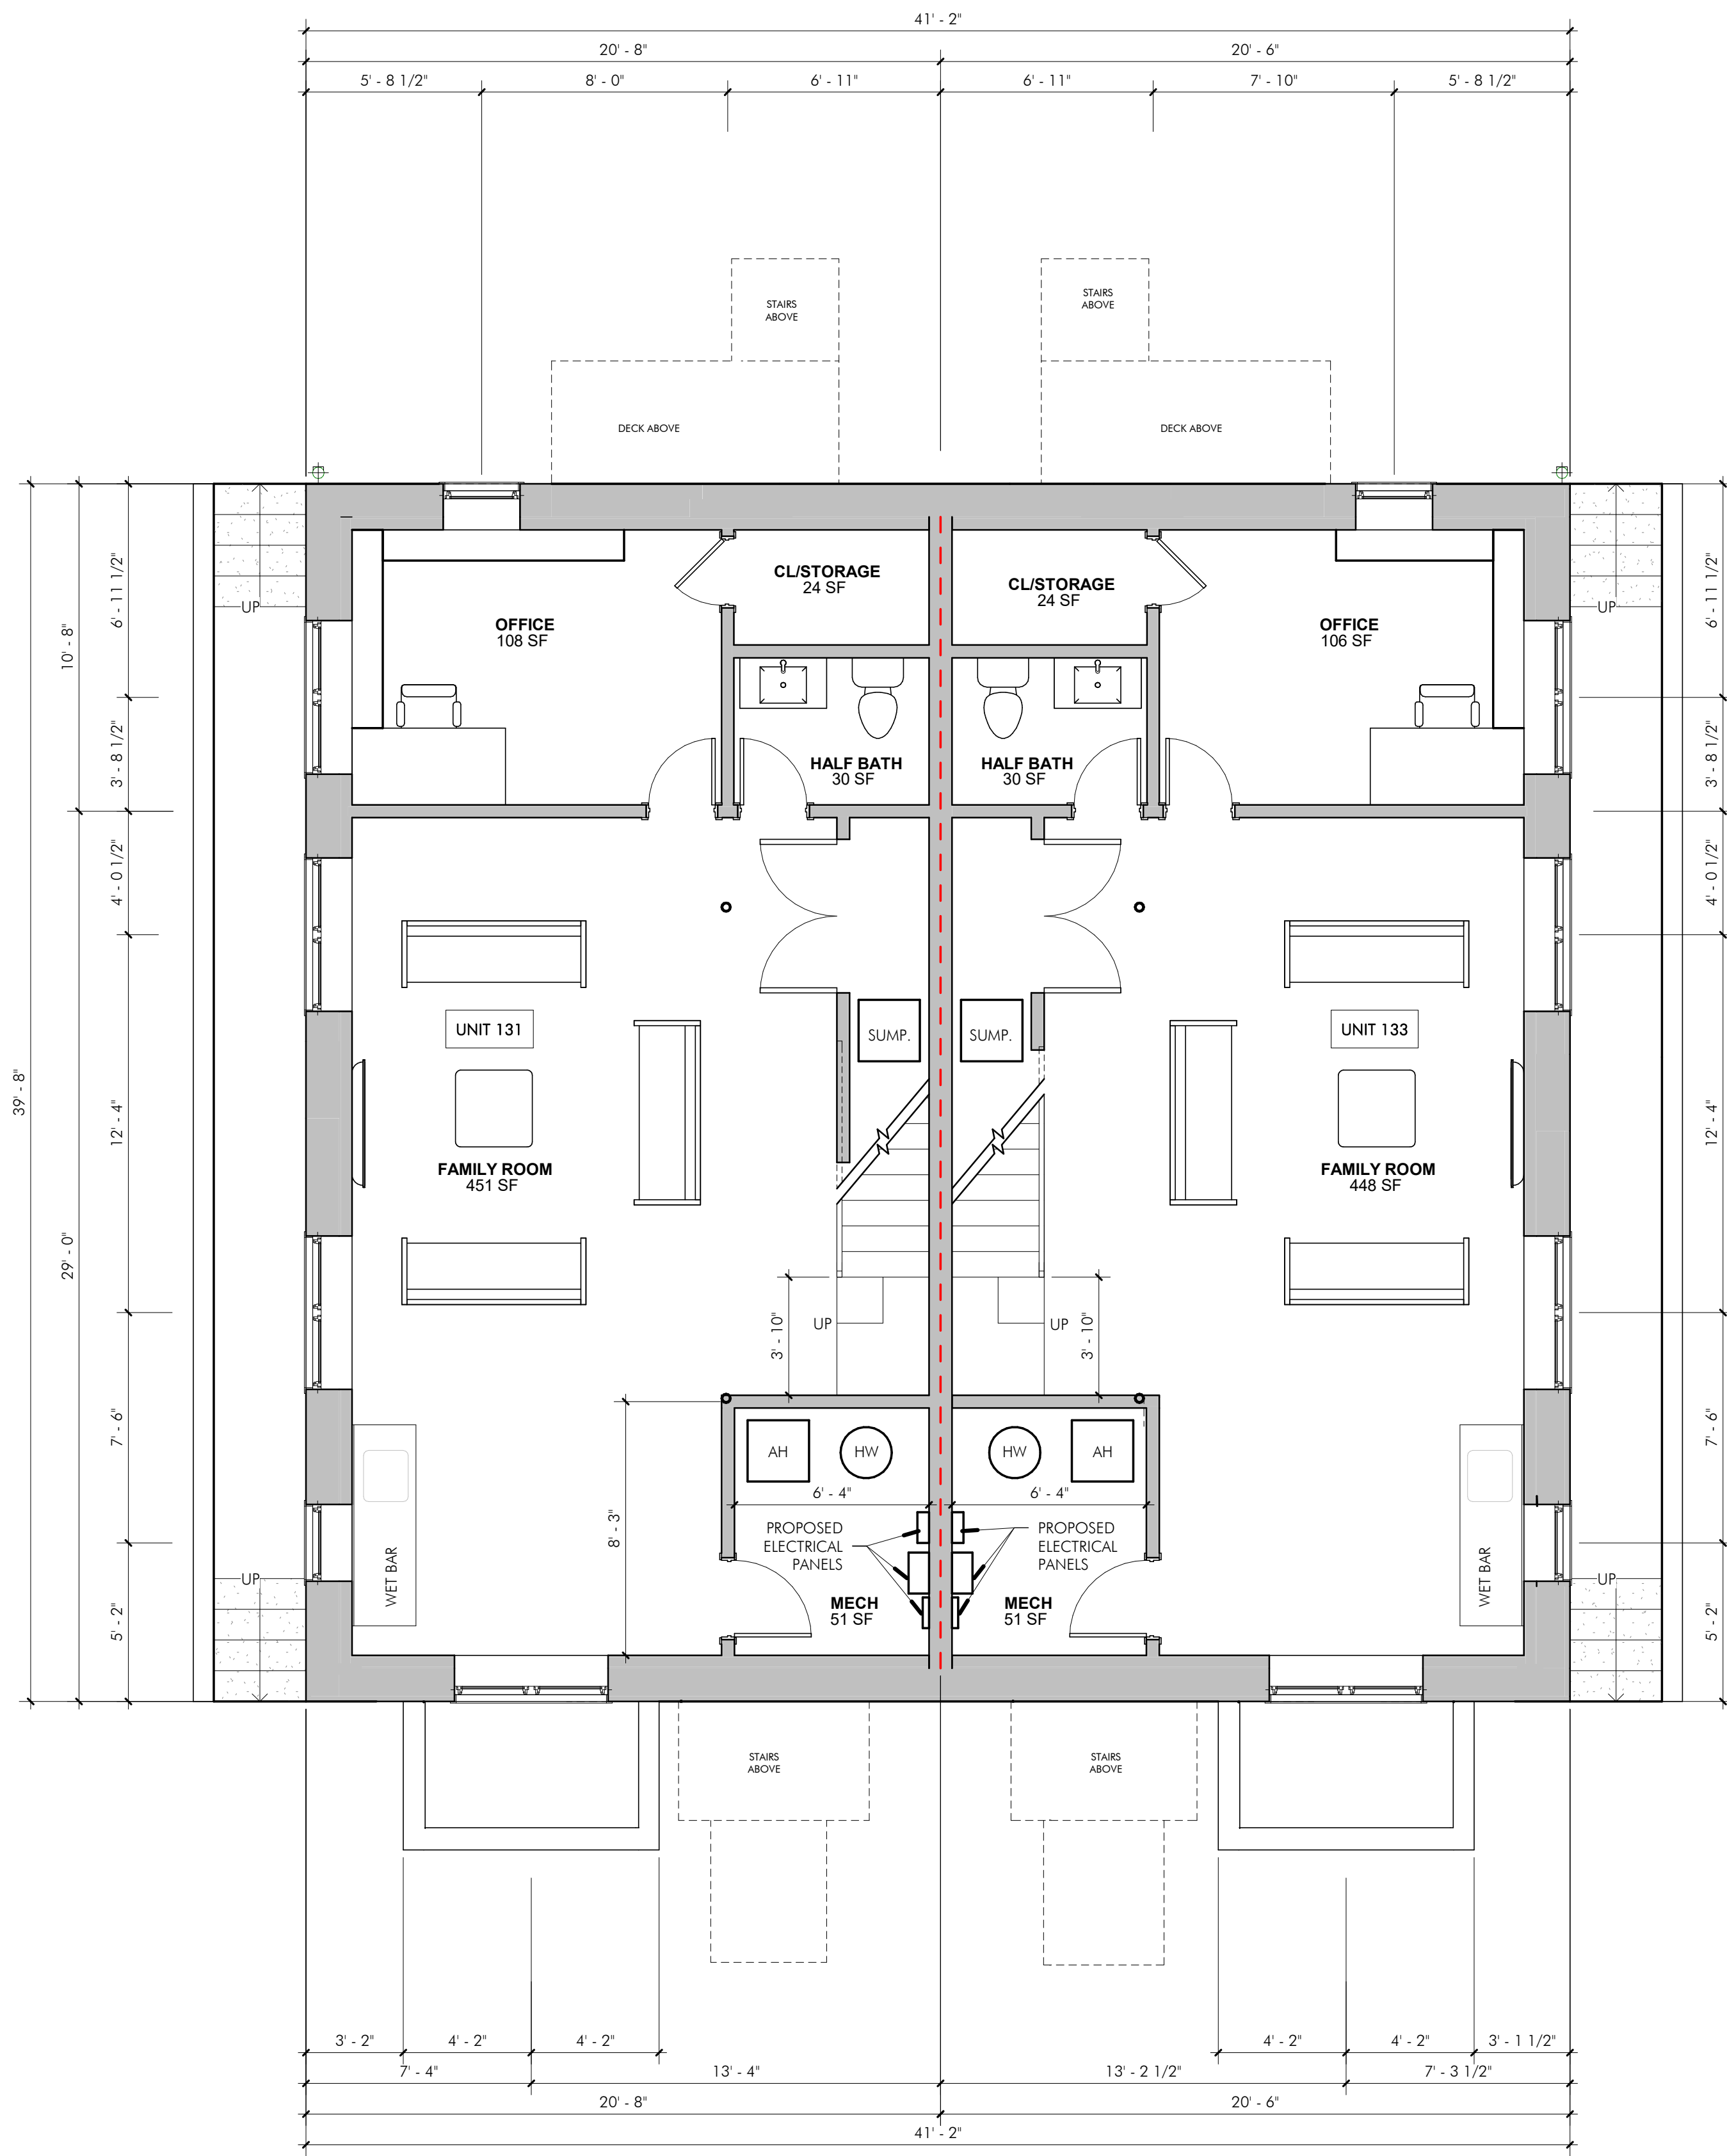 41' - 2"
20' - 8"
20' - 6"
5' - 8 1/2"
8' - 0"
6' - 11"
6' - 11"
7' - 10"
5' - 8 1/2"
STAIRS
ABOVE
STAIRS
ABOVE
DECK ABOVE
DECK ABOVE
39' - 8"
10' - 8"
29' - 0"
6' - 11 1/2"
3' - 8 1/2"
4' - 0 1/2"
12' - 4"
7' - 6"
5' - 2"
UP
UP
OFFICE
108 SF
CL/STORAGE
24 SF
CL/STORAGE
24 SF
OFFICE
106 SF
HALF BATH
30 SF
HALF BATH
30 SF
UNIT 131
SUMP.
SUMP.
UNIT 133
FAMILY ROOM
451 SF
FAMILY ROOM
448 SF
3' - 10"
UP
UP
3' - 10"
8' - 3"
AH
HW
HW
AH
6' - 4"
6' - 4"
PROPOSED
ELECTRICAL
PANELS
PROPOSED
ELECTRICAL
PANELS
MECH
51 SF
MECH
51 SF
WET BAR
WET BAR
UP
UP
6' - 11 1/2"
3' - 8 1/2"
4' - 0 1/2"
12' - 4"
7' - 6"
5' - 2"
STAIRS
ABOVE
STAIRS
ABOVE
3' - 2"
4' - 2"
4' - 2"
4' - 2"
4' - 2"
3' - 1 1/2"
7' - 4"
13' - 4"
13' - 2 1/2"
7' - 3 1/2"
20' - 8"
20' - 6"
41' - 2"